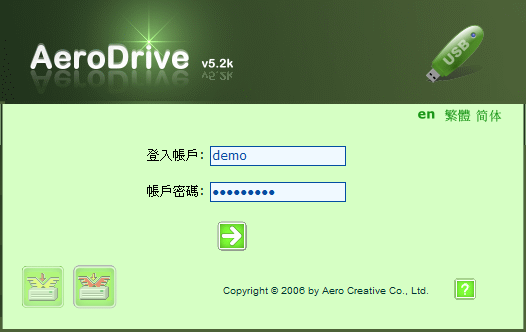 AeroDrive v5.2k
USB
en 繁體 简体
登入帳戶: demo
帳戶密碼: •••••••••
Copyright © 2006 by Aero Creative Co., Ltd.
?